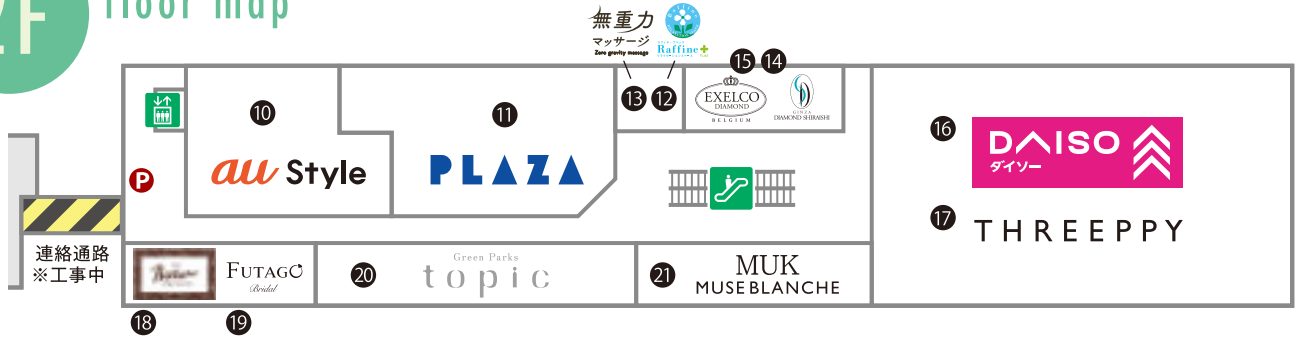 2F
floor map
無重力
マッサージ
Zero gravity massage
Raffine
15
14
13
12
EXELCO
DIAMOND
BELGIUM
GINZA
DIAMOND SHIRAISHI
10
au Style
11
PLAZA
16
DAISO
ダイソー
17
THREEPPY
P
連絡通路
※工事中
FUTAGO
Bridal
20
Green Parks
topic
21
MUK
MUSE BLANCHE
18
19